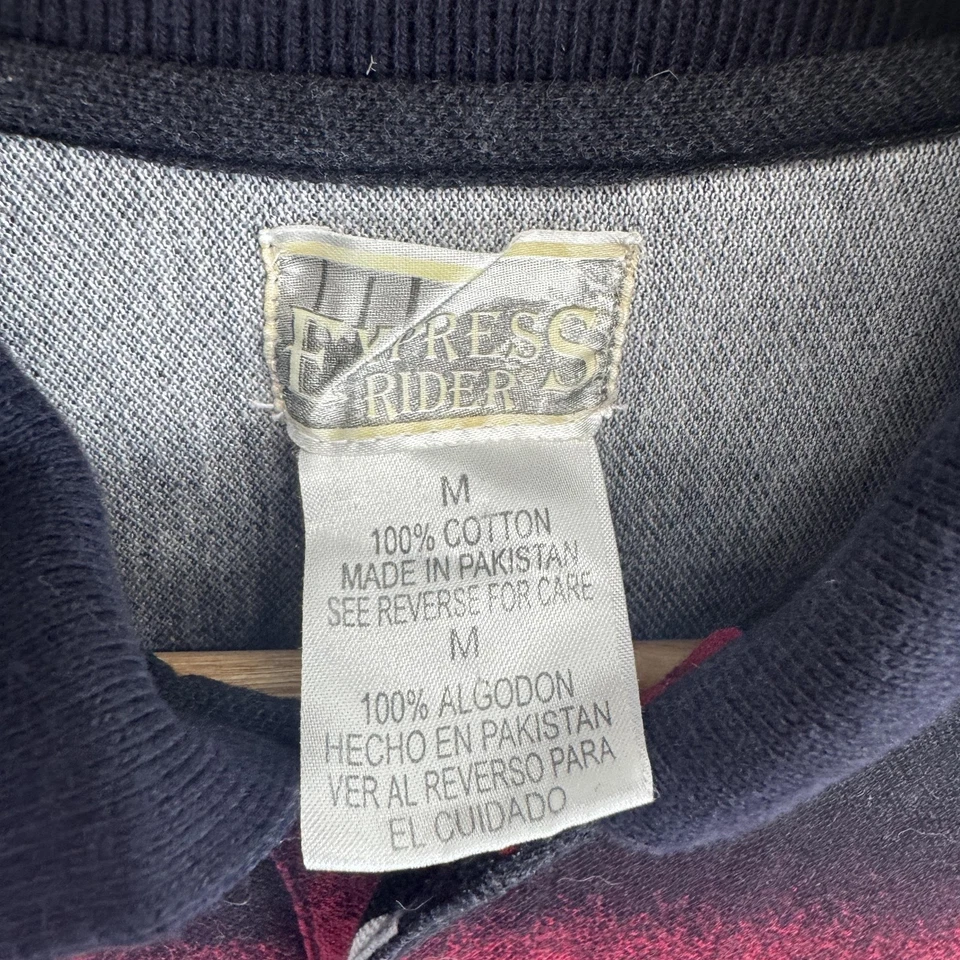 EXPRESS
RIDER
M
100% COTTON
MADE IN PAKISTAN
SEE REVERSE FOR CARE
M
100% ALGODON
HECHO EN PAKISTAN
VER AL REVERSO PARA
EL CUIDADO